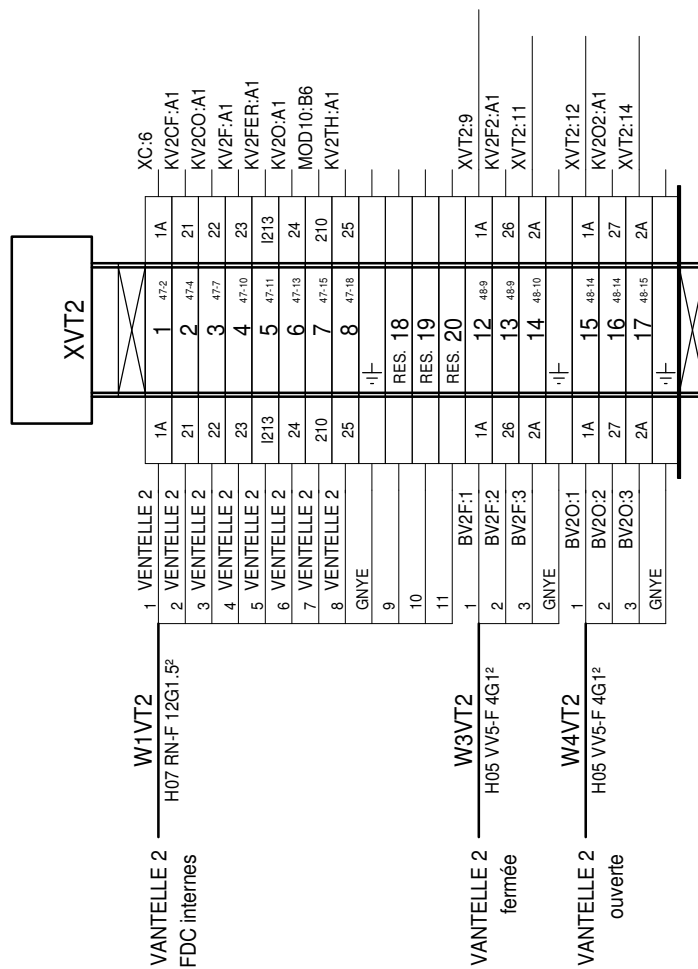 XVT2
XC:6
KV2CF:A1
KV2CO:A1
KV2F:A1
KV2FER:A1
KV2O:A1
MOD10:B6
KV2TH:A1
XVT2:9
KV2F2:A1
XVT2:11
XVT2:12
KV2O2:A1
XVT2:14
1 VENTELLE 2 1A 1 47-2 1A
2 VENTELLE 2 21 2 47-4 21
3 VENTELLE 2 22 3 47-7 22
4 VENTELLE 2 23 4 47-10 23
5 VENTELLE 2 I213 5 47-11 I213
6 VENTELLE 2 24 6 47-13 24
7 VENTELLE 2 210 7 47-15 210
8 VENTELLE 2 25 8 47-18 25
GNYE
9 RES. 18
10 RES. 19
11 RES. 20
1 BV2F:1 1A 12 48-9 1A
2 BV2F:2 26 13 48-9 26
3 BV2F:3 2A 14 48-10 2A
GNYE
1 BV2O:1 1A 15 48-14 1A
2 BV2O:2 27 16 48-14 27
3 BV2O:3 2A 17 48-15 2A
GNYE
W1VT2
H07 RN-F 12G1.5²
W3VT2
H05 VV5-F 4G1²
W4VT2
H05 VV5-F 4G1²
VANTELLE 2
FDC internes
VANTELLE 2
fermée
VANTELLE 2
ouverte